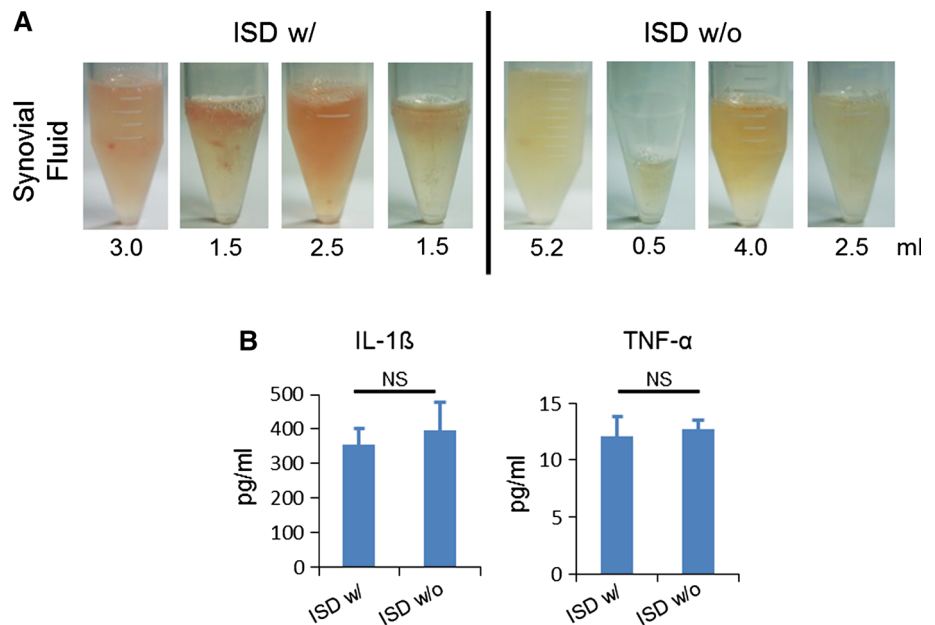 A
ISD w/
ISD w/o
Synovial
Fluid
3.0
1.5
2.5
1.5
5.2
0.5
4.0
2.5
ml
B
IL-1ß
TNF-α
NS
NS
500
400
300
200
100
0
pg/ml
ISD w/
ISD w/o
15
10
5
0
pg/ml
ISD w/
ISD w/o